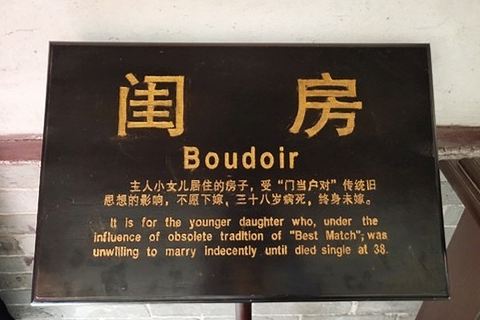 闺 房
Boudoir
主人小女儿居住的房子，受“门当户对”传统旧
思想的影响，不愿下嫁、三十八岁病死，终身未嫁。
It is for the younger daughter who, under the
influence of obsolete tradition of "Best Match", was
unwilling to marry indecently until died single at 38.